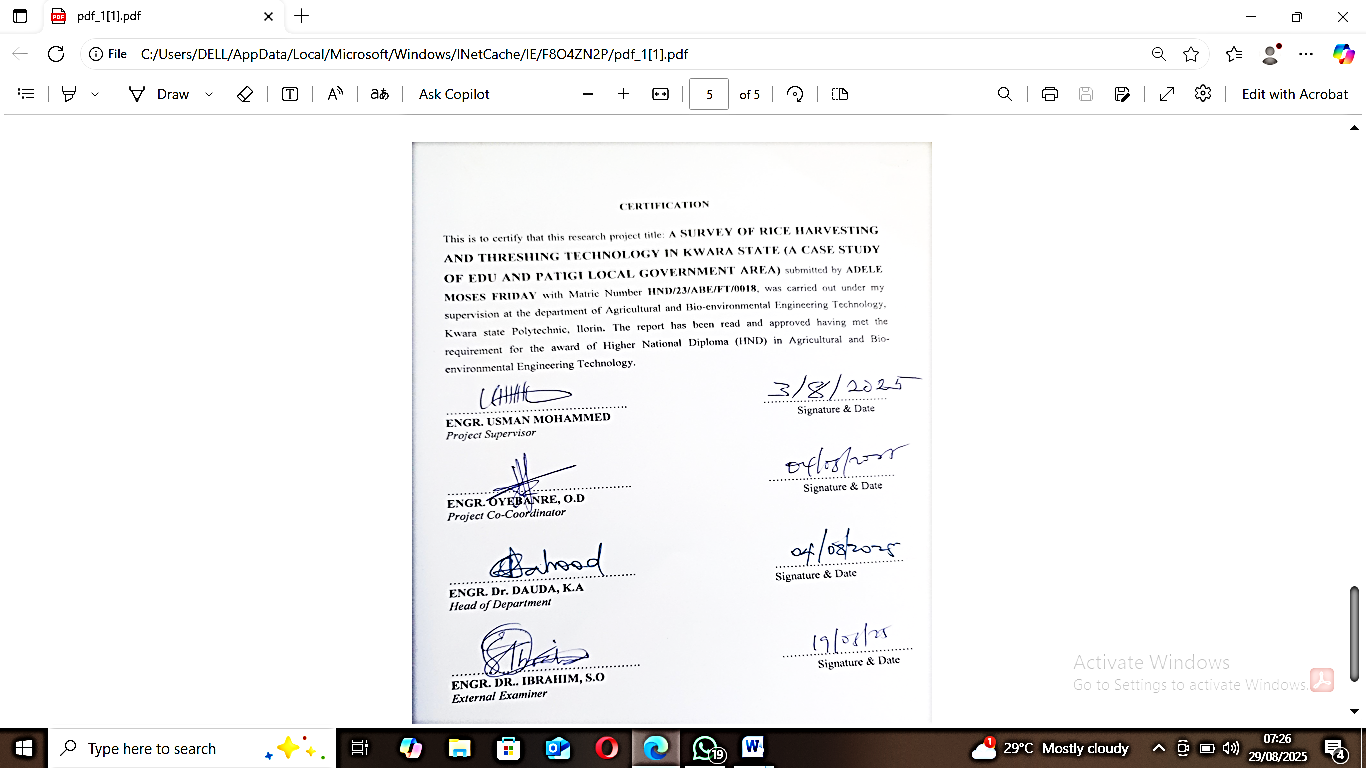 pdf_1[1].pdf
File C:/Users/DELL/AppData/Local/Microsoft/Windows/INetCache/IE/F8O4ZN2P/pdf_1[1].pdf
Draw Ask Copilot 5 of 5 Edit with Acrobat
CERTIFICATION
This is to certify that this research project title: A SURVEY OF RICE HARVESTING
AND THRESHING TECHNOLOGY IN KWARA STATE (A CASE STUDY
OF EDU AND PATIGI LOCAL GOVERNMENT AREA) submitted by ADELE
MOSES FRIDAY with Matric Number HND/23/ABE/FT/0018, was carried out under my
supervision at the department of Agricultural and Bio-environmental Engineering Technology,
Kwara state Polytechnic, Ilorin. The report has been read and approved having met the
requirement for the award of Higher National Diploma (HND) in Agricultural and Bio-
environmental Engineering Technology.
3/8/2025
ENGR. USMAN MOHAMMED Signature & Date
Project Supervisor
04/08/2025
ENGR. OYEBANRE, O.D Signature & Date
Project Co-Coordinator
04/08/2025
ENGR. Dr. DAUDA, K.A Signature & Date
Head of Department
19/08/25
ENGR. DR.. IBRAHIM, S.O Signature & Date
External Examiner
Activate Windows
Go to Settings to activate Windows.
Type here to search 19 1 29°C Mostly cloudy 07:26
29/08/2025 4